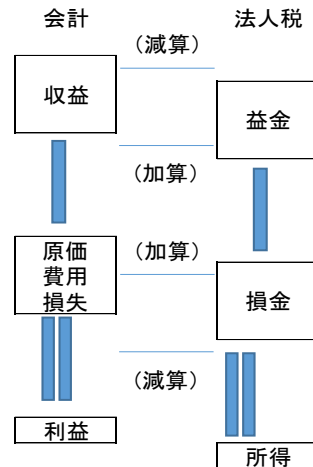 会計
法人税
（減算）
収益
益金
（加算）
原価
費用
損失
（加算）
損金
（減算）
利益
所得